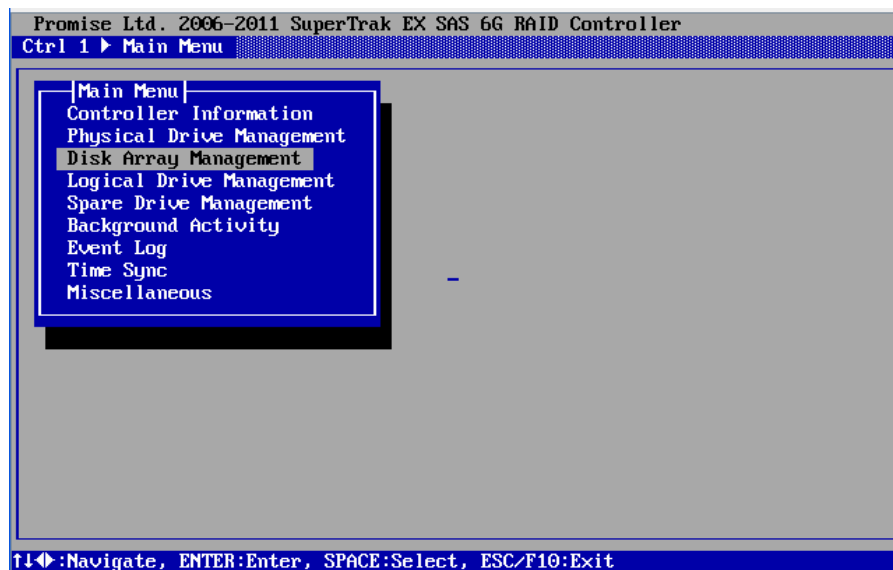 Promise Ltd. 2006-2011 SuperTrak EX SAS 6G RAID Controller
Ctrl 1 ► Main Menu
Main Menu
Controller Information
Physical Drive Management
Disk Array Management
Logical Drive Management
Spare Drive Management
Background Activity
Event Log
Time Sync
Miscellaneous
↑↓◄►:Navigate, ENTER:Enter, SPACE:Select, ESC/F10:Exit